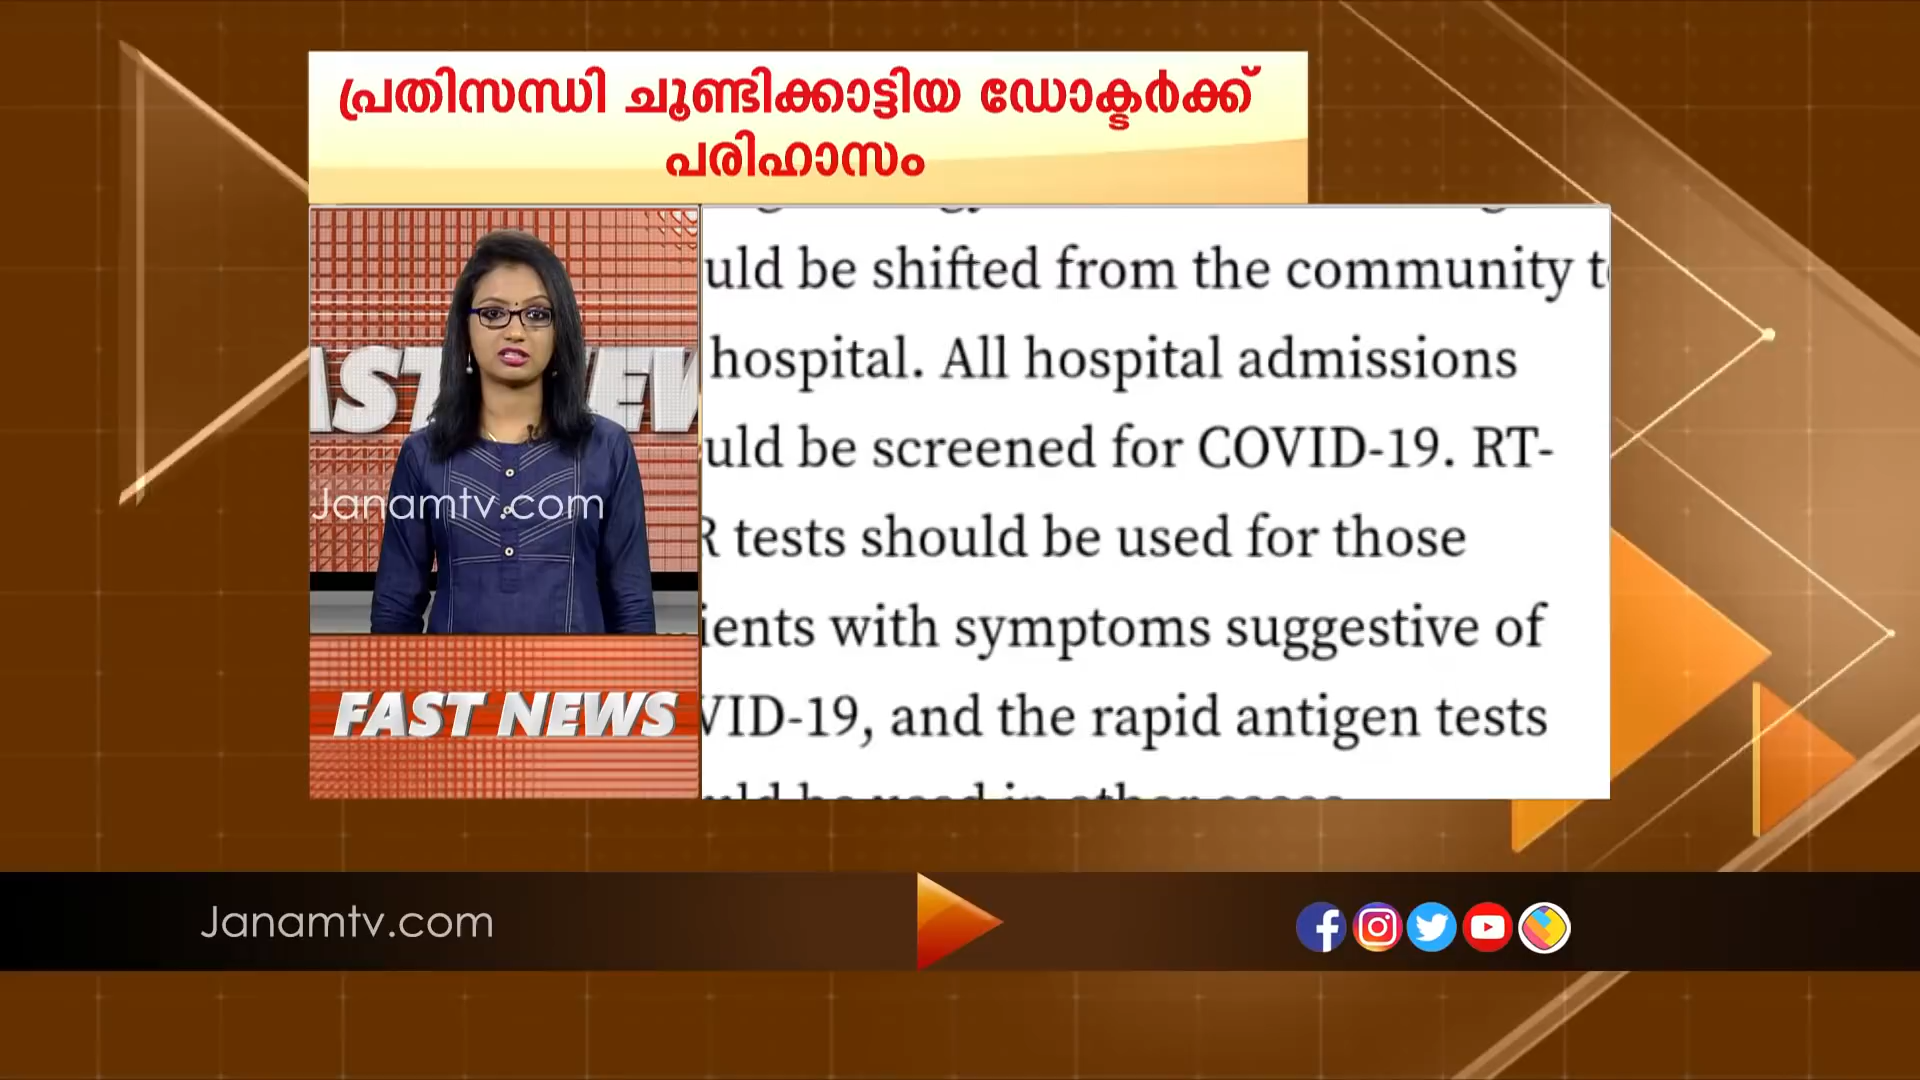 പ്രതിസന്ധി ചൂണ്ടിക്കാട്ടിയ ഡോക്ടർക്ക്
പരിഹാസം
uld be shifted from the community t
hospital. All hospital admissions
uld be screened for COVID-19. RT-
R tests should be used for those
ients with symptoms suggestive of
VID-19, and the rapid antigen tests
AST NEW
Janamtv.com
FAST NEWS
Janamtv.com